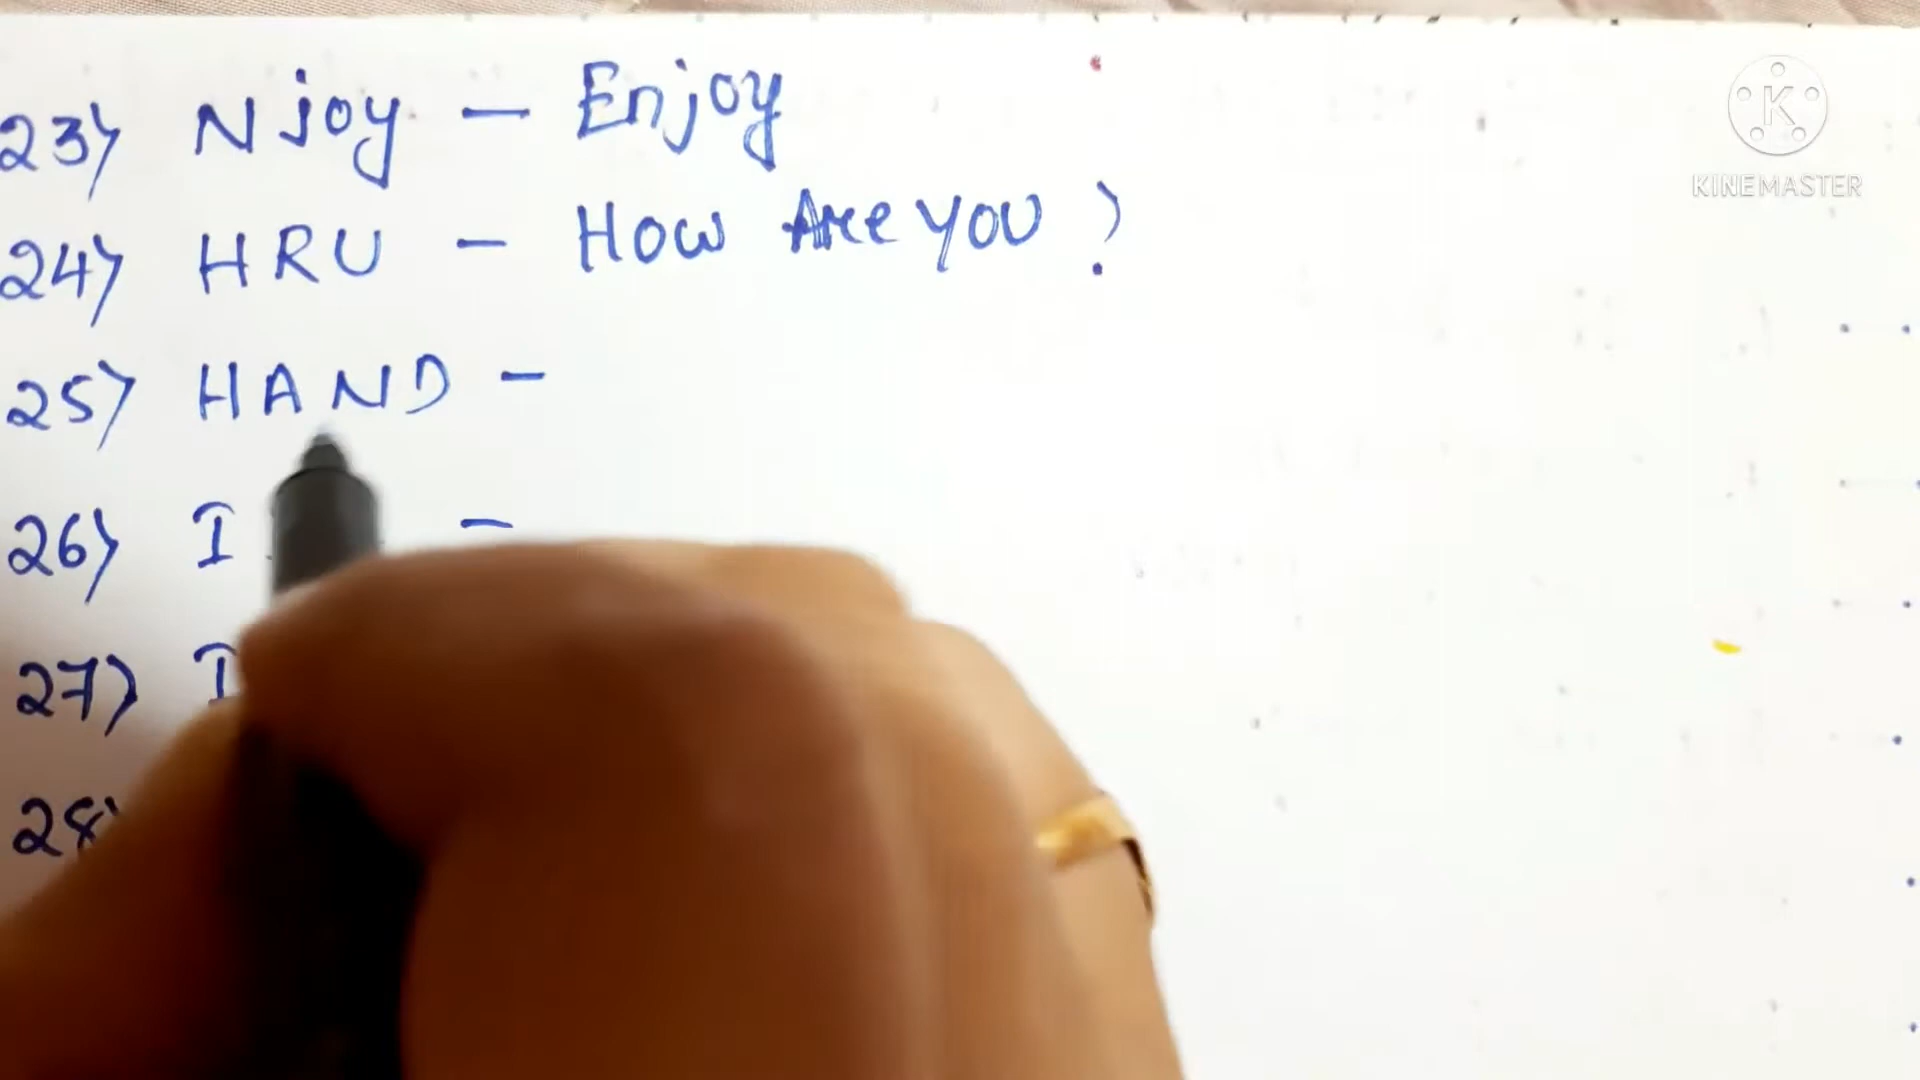 23) Njoy - Enjoy
24) HRU - How Are you ?
25) HAND -
26) I -
27) I
28)
KINEMASTER